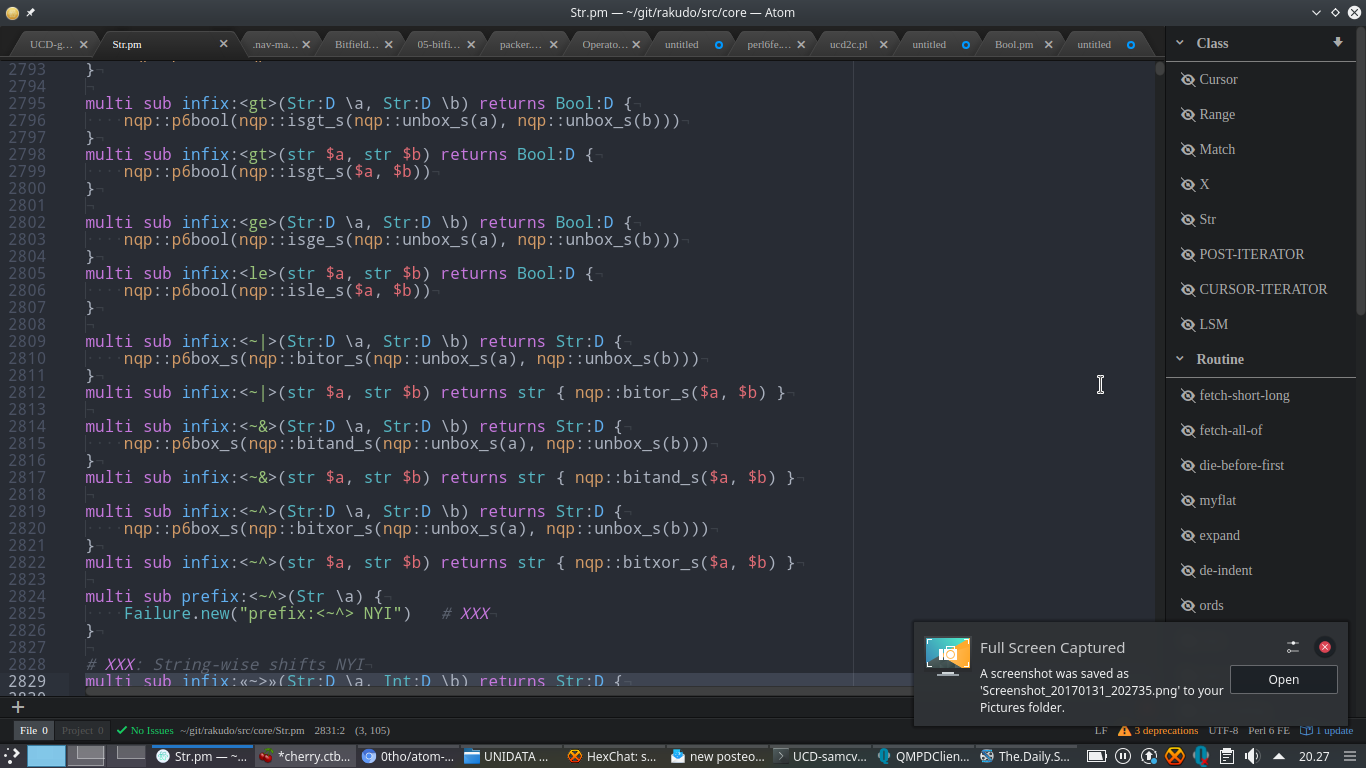 Str.pm — ~/git/rakudo/src/core — Atom
UCD-g... Str.pm .nav-ma... Bitfield... 05-bitfi... packer.... Operato... untitled perl6fe.... ucd2c.pl untitled Bool.pm untitled
2793 }
2794
2795 multi sub infix:<gt>(Str:D \a, Str:D \b) returns Bool:D {
2796 nqp::p6bool(nqp::isgt_s(nqp::unbox_s(a), nqp::unbox_s(b)))
2797 }
2798 multi sub infix:<gt>(str $a, str $b) returns Bool:D {
2799 nqp::p6bool(nqp::isgt_s($a, $b))
2800 }
2801
2802 multi sub infix:<ge>(Str:D \a, Str:D \b) returns Bool:D {
2803 nqp::p6bool(nqp::isge_s(nqp::unbox_s(a), nqp::unbox_s(b)))
2804 }
2805 multi sub infix:<le>(str $a, str $b) returns Bool:D {
2806 nqp::p6bool(nqp::isle_s($a, $b))
2807 }
2808
2809 multi sub infix:<~|>(Str:D \a, Str:D \b) returns Str:D {
2810 nqp::p6box_s(nqp::bitor_s(nqp::unbox_s(a), nqp::unbox_s(b)))
2811 }
2812 multi sub infix:<~|>(str $a, str $b) returns str { nqp::bitor_s($a, $b) }
2813
2814 multi sub infix:<~&>(Str:D \a, Str:D \b) returns Str:D {
2815 nqp::p6box_s(nqp::bitand_s(nqp::unbox_s(a), nqp::unbox_s(b)))
2816 }
2817 multi sub infix:<~&>(str $a, str $b) returns str { nqp::bitand_s($a, $b) }
2818
2819 multi sub infix:<~^>(Str:D \a, Str:D \b) returns Str:D {
2820 nqp::p6box_s(nqp::bitxor_s(nqp::unbox_s(a), nqp::unbox_s(b)))
2821 }
2822 multi sub infix:<~^>(str $a, str $b) returns str { nqp::bitxor_s($a, $b) }
2823
2824 multi sub prefix:<~^>(Str \a) {
2825 Failure.new("prefix:<~^> NYI") # XXX
2826 }
2827
2828 # XXX: String-wise shifts NYI
2829 multi sub infix:«~>»(Str:D \a, Int:D \b) returns Str:D {
Class
Cursor
Range
Match
X
Str
POST-ITERATOR
CURSOR-ITERATOR
LSM
Routine
fetch-short-long
fetch-all-of
die-before-first
myflat
expand
de-indent
ords
Full Screen Captured
A screenshot was saved as
'Screenshot_20170131_202735.png' to your
Pictures folder.
Open
File 0 Project 0 No Issues ~/git/rakudo/src/core/Str.pm 2831:2 (3, 105) LF 3 deprecations UTF-8 Perl 6 FE 1 update
Str.pm — ~... *cherry.ctb... 0tho/atom-... UNIDATA ... HexChat: s... new posteo... UCD-samcv... QMPDClien... The.Daily.S... 20.27